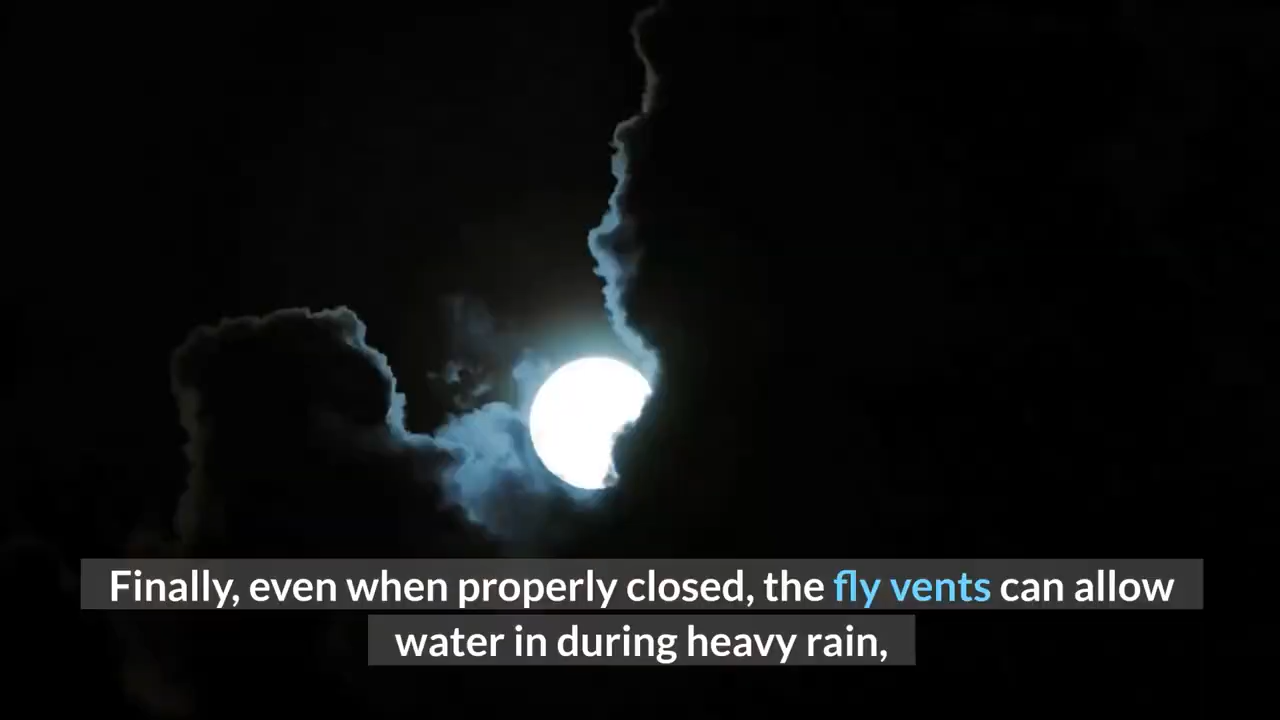 Finally, even when properly closed, the fly vents can allow
water in during heavy rain,